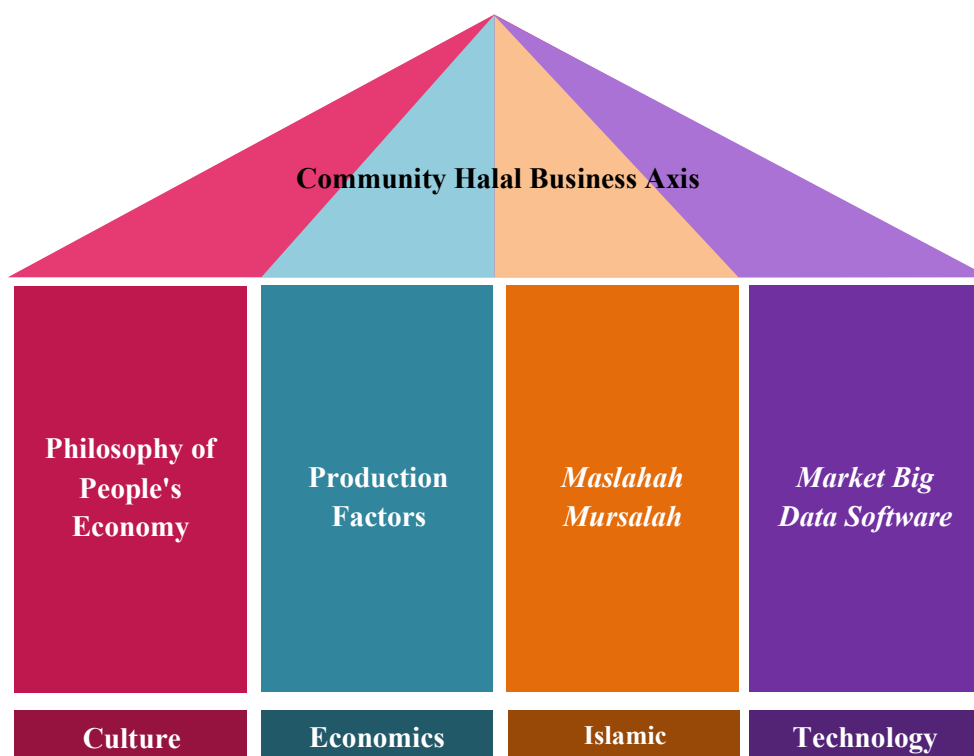 Community Halal Business Axis
Philosophy of
People's
Economy
Production
Factors
Maslahah
Mursalah
Market Big
Data Software
Culture
Economics
Islamic
Technology